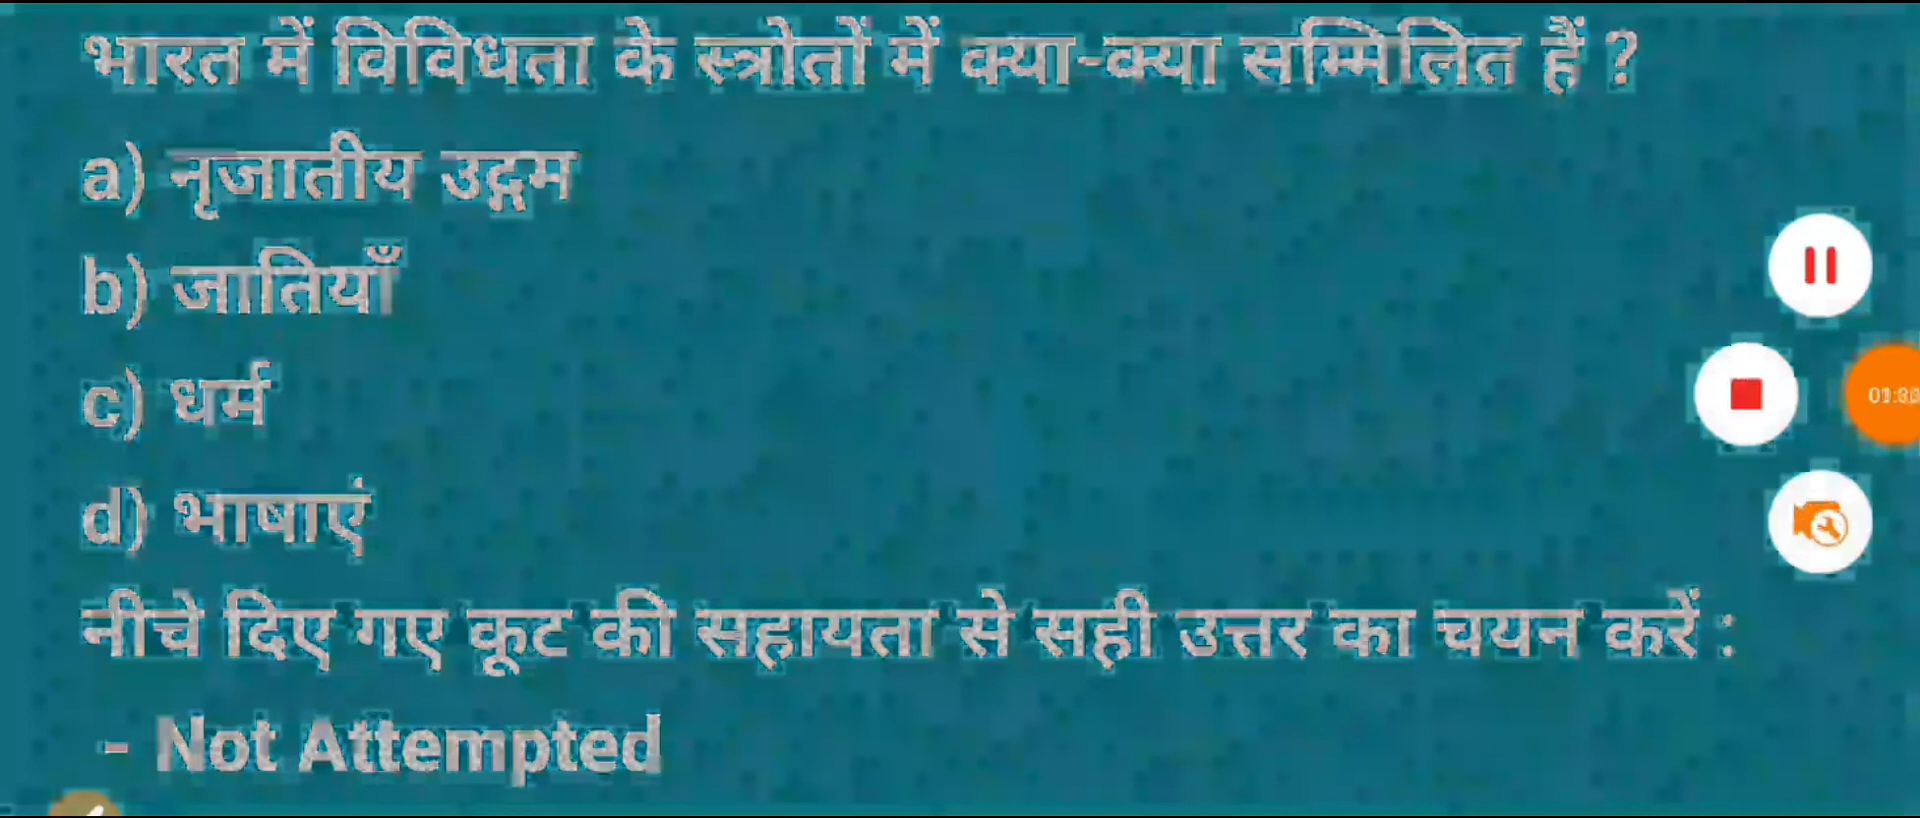 भारत में विविधता के स्त्रोतों में क्या-क्या सम्मिलित हैं ?
a) नृजातीय उद्गम
b) जातियाँ
c) धर्म
d) भाषाएं
नीचे दिए गए कूट की सहायता से सही उत्तर का चयन करें :
- Not Attempted